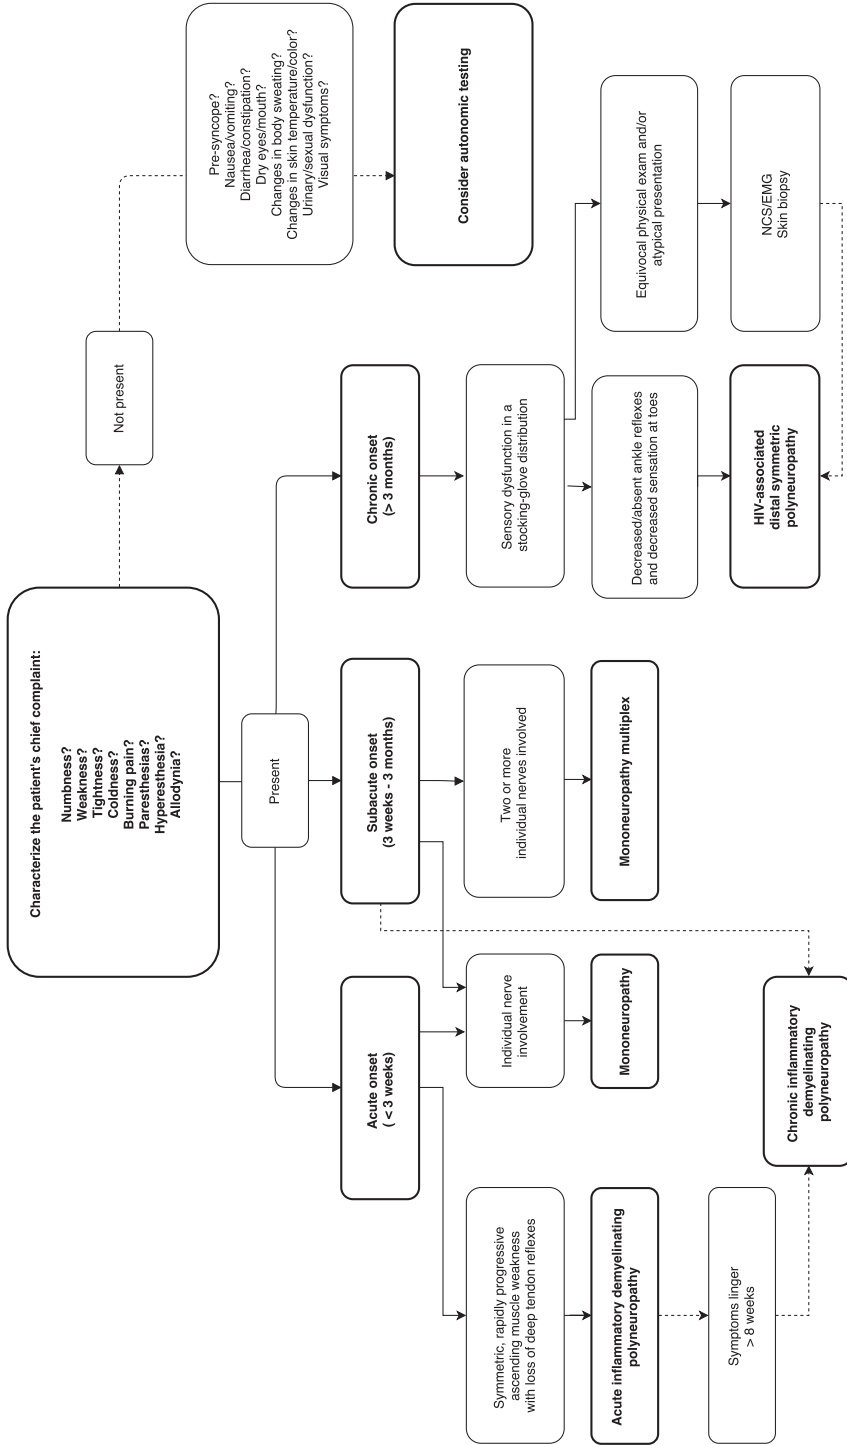 Characterize the patient's chief complaint:
Numbness?
Weakness?
Tightness?
Coldness?
Burning pain?
Paresthesias?
Hyperesthesia?
Allodynia?
Not present
Pre-syncope?
Nausea/vomiting?
Diarrhea/constipation?
Dry eyes/mouth?
Changes in body sweating?
Changes in skin temperature/color?
Urinary/sexual dysfunction?
Visual symptoms?
Consider autonomic testing
Present
Acute onset
( < 3 weeks)
Subacute onset
(3 weeks - 3 months)
Chronic onset
(> 3 months)
Symmetric, rapidly progressive
ascending muscle weakness
with loss of deep tendon reflexes
Individual nerve
involvement
Two or more
individual nerves involved
Sensory dysfunction in a
stocking-glove distribution
Acute inflammatory demyelinating
polyneuropathy
Mononeuropathy
Mononeuropathy multiplex
Decreased/absent ankle reflexes
and decreased sensation at toes
Equivocal physical exam and/or
atypical presentation
Symptoms linger
> 8 weeks
Chronic inflammatory
demyelinating
polyneuropathy
HIV-associated
distal symmetric
polyneuropathy
NCS/EMG
Skin biopsy